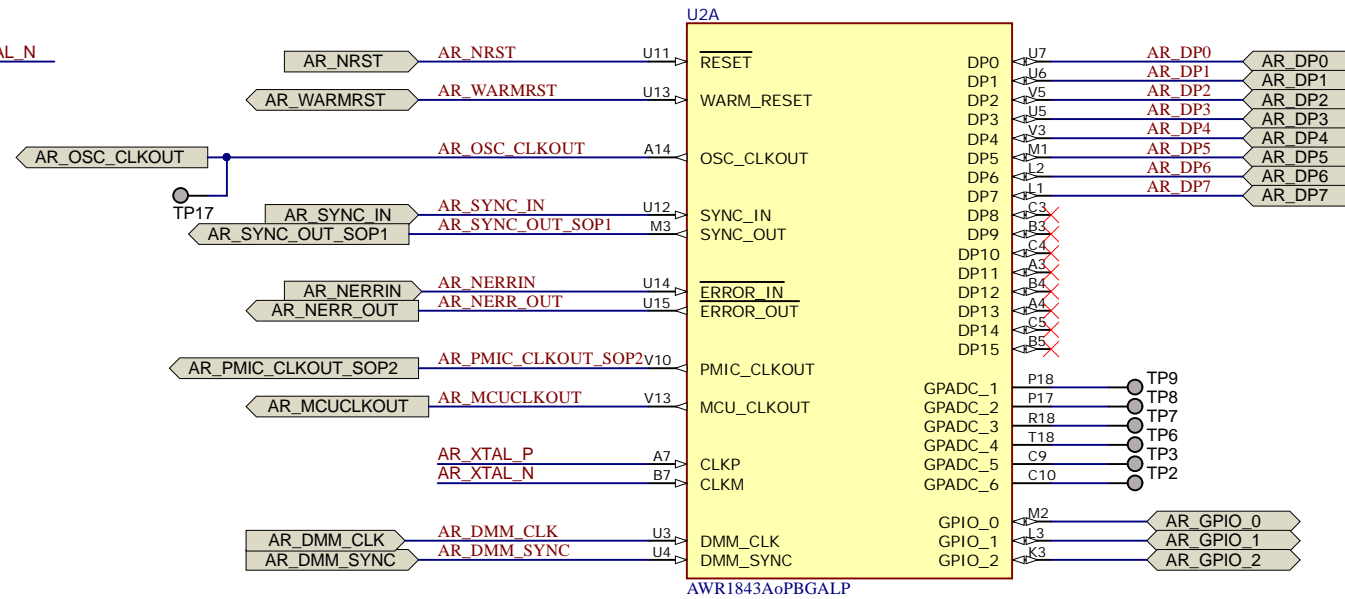 U2A
AL_N
AR_NRST AR_NRST U11 RESET DP0 U7 AR_DP0 AR_DP0
DP1 U6 AR_DP1 AR_DP1
AR_WARMRST AR_WARMRST U13 WARM_RESET DP2 V5 AR_DP2 AR_DP2
DP3 U5 AR_DP3 AR_DP3
DP4 V3 AR_DP4 AR_DP4
AR_OSC_CLKOUT AR_OSC_CLKOUT A14 OSC_CLKOUT DP5 M1 AR_DP5 AR_DP5
DP6 L2 AR_DP6 AR_DP6
TP17 DP7 L1 AR_DP7 AR_DP7
AR_SYNC_IN AR_SYNC_IN U12 SYNC_IN DP8 C3
AR_SYNC_OUT_SOP1 AR_SYNC_OUT_SOP1 M3 SYNC_OUT DP9 B3
DP10 C4
DP11 A3
AR_NERRIN AR_NERRIN U14 ERROR_IN DP12 B4
AR_NERR_OUT AR_NERR_OUT U15 ERROR_OUT DP13 A4
DP14 C5
DP15 B5
AR_PMIC_CLKOUT_SOP2 AR_PMIC_CLKOUT_SOP2 V10 PMIC_CLKOUT
GPADC_1 P18 TP9
AR_MCUCLKOUT AR_MCUCLKOUT V13 MCU_CLKOUT GPADC_2 P17 TP8
GPADC_3 R18 TP7
GPADC_4 T18 TP6
AR_XTAL_P A7 CLKP GPADC_5 C9 TP3
AR_XTAL_N B7 CLKM GPADC_6 C10 TP2
GPIO_0 M2 AR_GPIO_0
AR_DMM_CLK AR_DMM_CLK U3 DMM_CLK GPIO_1 L3 AR_GPIO_1
AR_DMM_SYNC AR_DMM_SYNC U4 DMM_SYNC GPIO_2 K3 AR_GPIO_2
AWR1843AoPBGALP